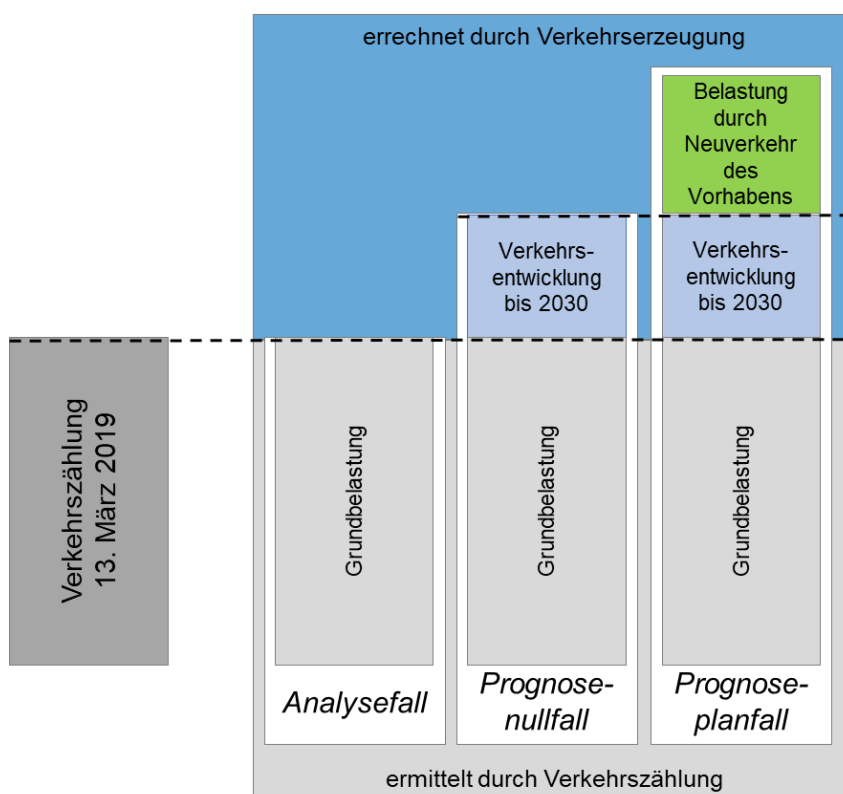 errechnet durch Verkehrserzeugung
Belastung
durch
Neuverkehr
des
Vorhabens
Verkehrs-
entwicklung
bis 2030
Verkehrs-
entwicklung
bis 2030
Verkehrszählung
13. März 2019
Grundbelastung
Grundbelastung
Grundbelastung
Analysefall
Prognose-
nullfall
Prognose-
planfall
ermittelt durch Verkehrszählung